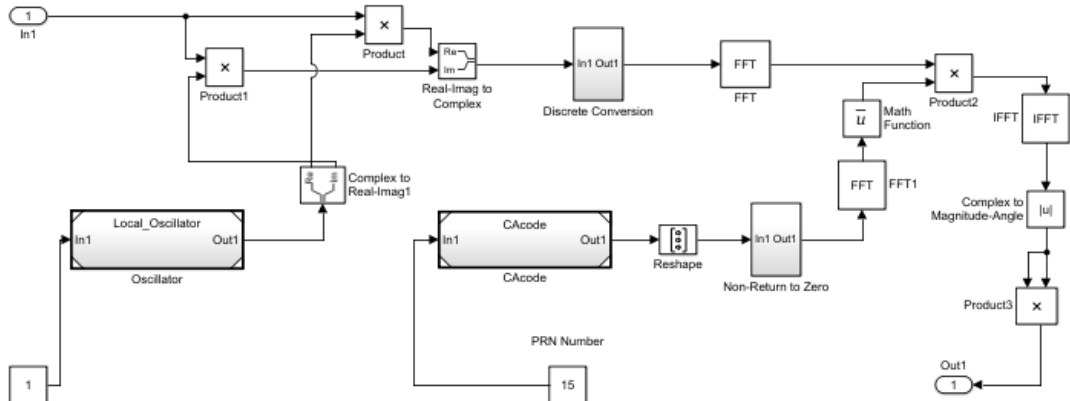 1
In1
×
Product
×
Product1
Re
Im
Real-Imag to
Complex
In1 Out1
Discrete Conversion
FFT
FFT
×
Product2
IFFT
IFFT
u
Math
Function
FFT
FFT1
Re
Im
Complex to
Real-Imag1
Local_Oscillator
In1
Out1
Oscillator
CAcode
In1
Out1
CAcode
Reshape
In1 Out1
Non-Return to Zero
Complex to
Magnitude-Angle
|u|
Product3
×
PRN Number
1
15
Out1
1